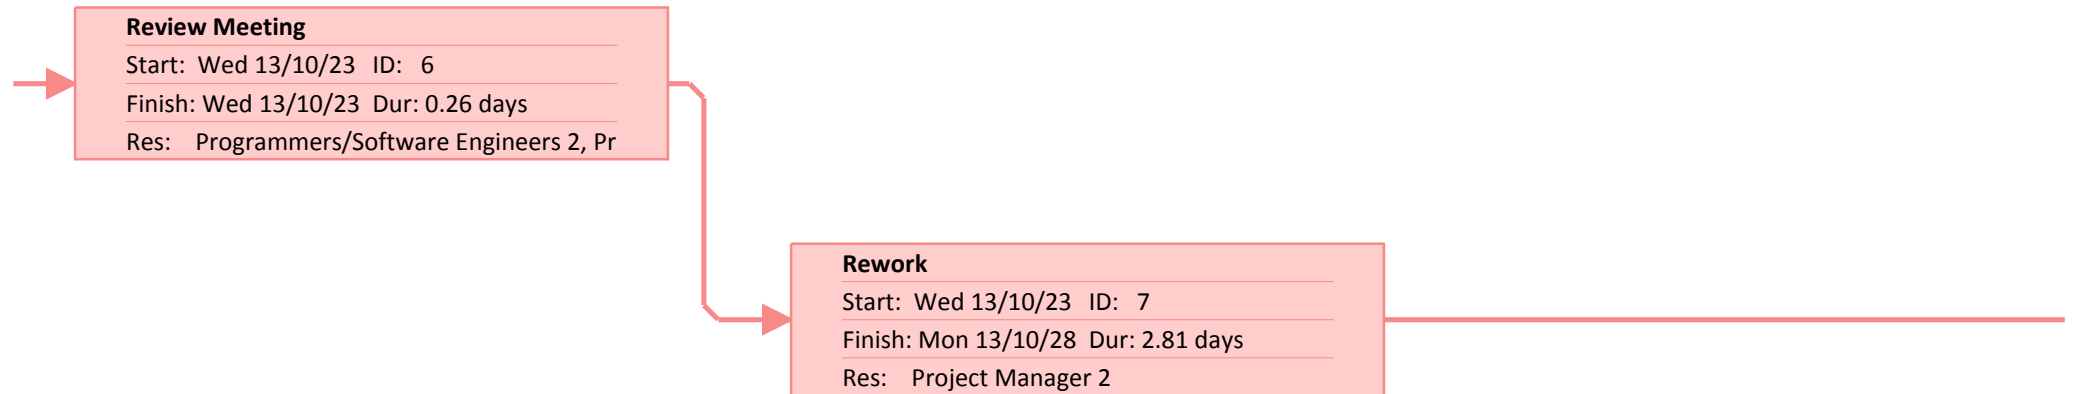 Review Meeting
Start: Wed 13/10/23 ID: 6
Finish: Wed 13/10/23 Dur: 0.26 days
Res: Programmers/Software Engineers 2, Pr
Rework
Start: Wed 13/10/23 ID: 7
Finish: Mon 13/10/28 Dur: 2.81 days
Res: Project Manager 2